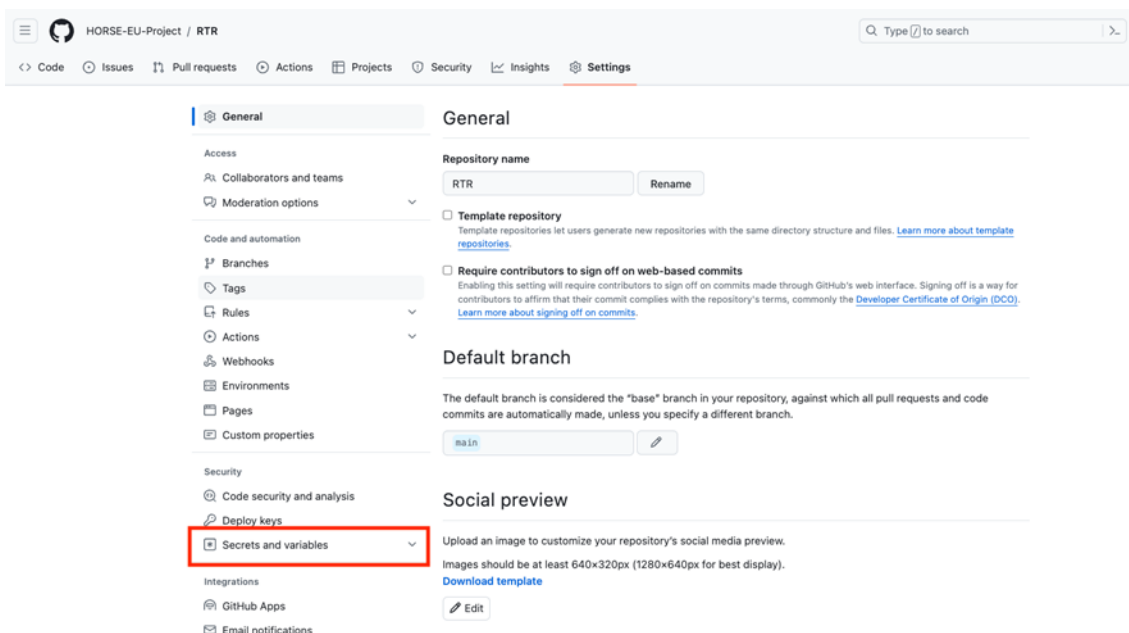 HORSE-EU-Project / RTR
Type / to search
Code Issues Pull requests Actions Projects Security Insights Settings
General
Access
Collaborators and teams
Moderation options
Code and automation
Branches
Tags
Rules
Actions
Webhooks
Environments
Pages
Custom properties
Security
Code security and analysis
Deploy keys
Secrets and variables
Integrations
GitHub Apps
Email notifications
General
Repository name
RTR Rename
Template repository
Template repositories let users generate new repositories with the same directory structure and files. Learn more about template
repositories.
Require contributors to sign off on web-based commits
Enabling this setting will require contributors to sign off on commits made through GitHub's web interface. Signing off is a way for
contributors to affirm that their commit complies with the repository's terms, commonly the Developer Certificate of Origin (DCO).
Learn more about signing off on commits.
Default branch
The default branch is considered the "base" branch in your repository, against which all pull requests and code
commits are automatically made, unless you specify a different branch.
main
Social preview
Upload an image to customize your repository's social media preview.
Images should be at least 640×320px (1280×640px for best display).
Download template
Edit